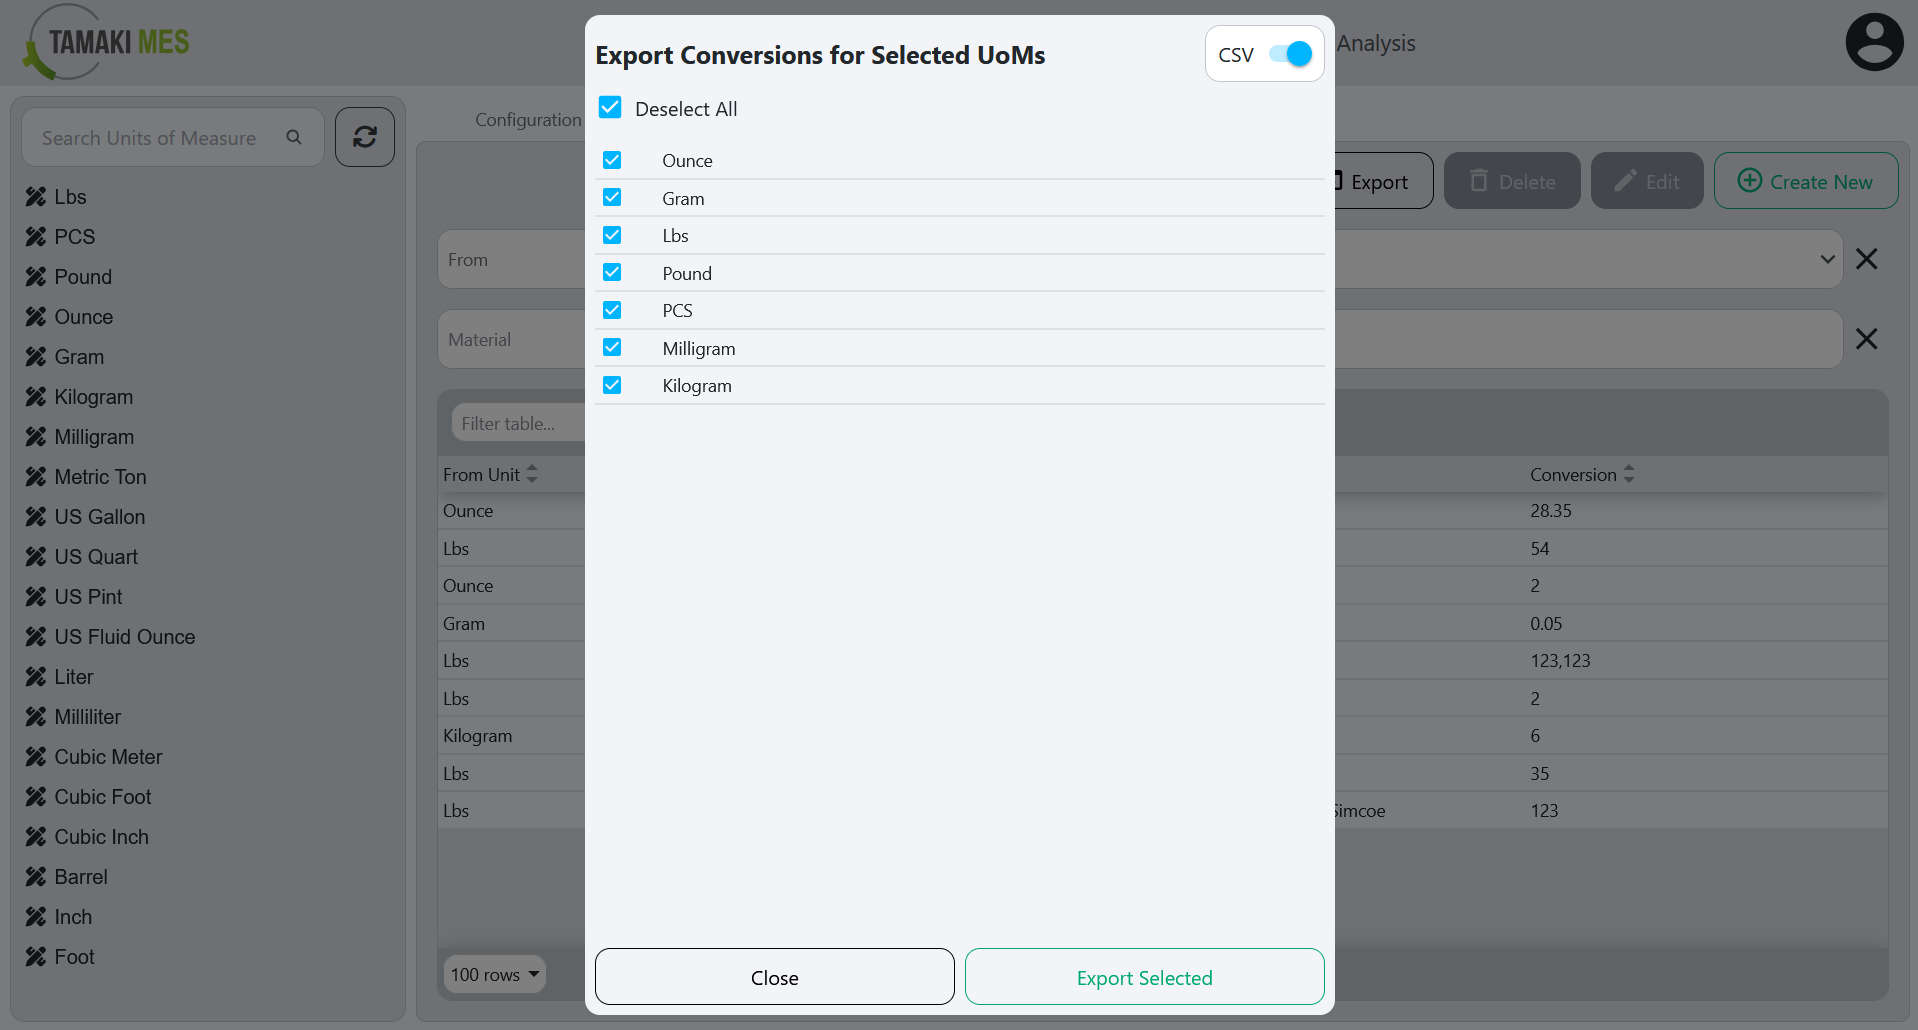 TAMAKI MES
Analysis
Search Units of Measure
Lbs
PCS
Pound
Ounce
Gram
Kilogram
Milligram
Metric Ton
US Gallon
US Quart
US Pint
US Fluid Ounce
Liter
Milliliter
Cubic Meter
Cubic Foot
Cubic Inch
Barrel
Inch
Foot
Configuration
Export
Delete
Edit
Create New
From
Material
Filter table...
From Unit
Conversion
Ounce 28.35
Lbs 54
Ounce 2
Gram 0.05
Lbs 123,123
Lbs 2
Kilogram 6
Lbs 35
Lbs Simcoe 123
100 rows
Export Conversions for Selected UoMs
CSV
Deselect All
Ounce
Gram
Lbs
Pound
PCS
Milligram
Kilogram
Close
Export Selected